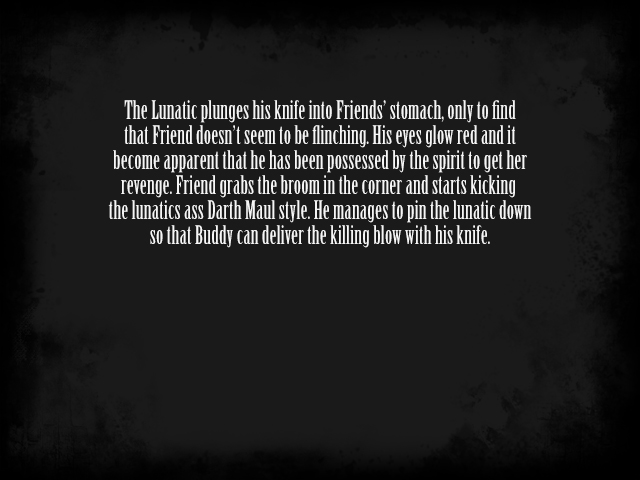 The Lunatic plunges his knife into Friends’ stomach, only to find
that Friend doesn’t seem to be flinching. His eyes glow red and it
become apparent that he has been possessed by the spirit to get her
revenge. Friend grabs the broom in the corner and starts kicking
the lunatics ass Darth Maul style. He manages to pin the lunatic down
so that Buddy can deliver the killing blow with his knife.